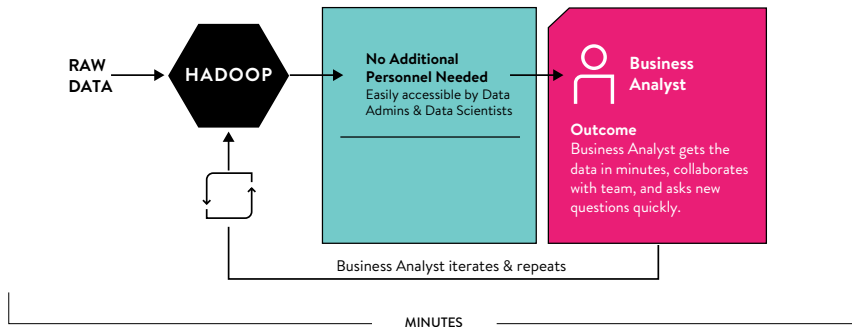 RAW
DATA
HADOOP
No Additional
Personnel Needed
Easily accessible by Data
Admins & Data Scientists
Business
Analyst
Outcome
Business Analyst gets the
data in minutes, collaborates
with team, and asks new
questions quickly.
Business Analyst iterates & repeats
MINUTES